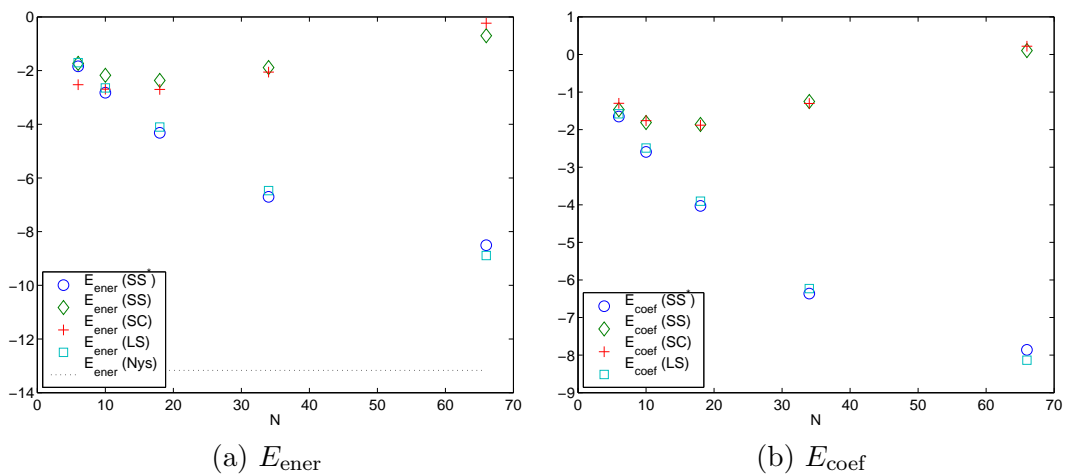 0
−2
−4
−6
−8
−10
−12
−14
0 10 20 30 40 50 60 70
N
E_ener (SS*)
E_ener (SS)
E_ener (SC)
E_ener (LS)
E_ener (Nys)
(a) E_ener
1
0
−1
−2
−3
−4
−5
−6
−7
−8
−9
0 10 20 30 40 50 60 70
N
E_coef (SS*)
E_coef (SS)
E_coef (SC)
E_coef (LS)
(b) E_coef